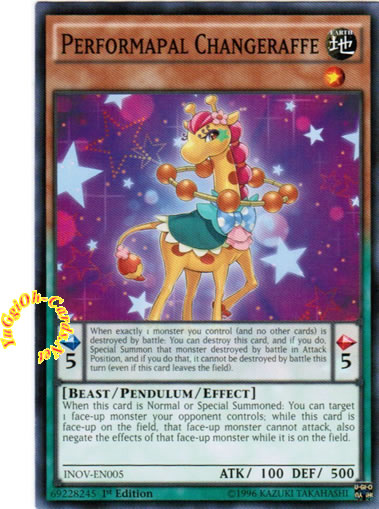 PERFORMAPAL CHANGERAFFE
EARTH
地
When exactly 1 monster you control (and no other cards) is
destroyed by battle: You can destroy this card, and if you do,
Special Summon that monster destroyed by battle in Attack
Position, and if you do that, it cannot be destroyed by battle this
turn (even if this card leaves the field).
5
5
[BEAST/PENDULUM/EFFECT]
When this card is Normal or Special Summoned: You can target
1 face-up monster your opponent controls; while this card is
face-up on the field, that face-up monster cannot attack, also
negate the effects of that face-up monster while it is on the field.
INOV-EN005
ATK/ 100 DEF/ 500
69228245 1st Edition
©1996 KAZUKI TAKAHASHI